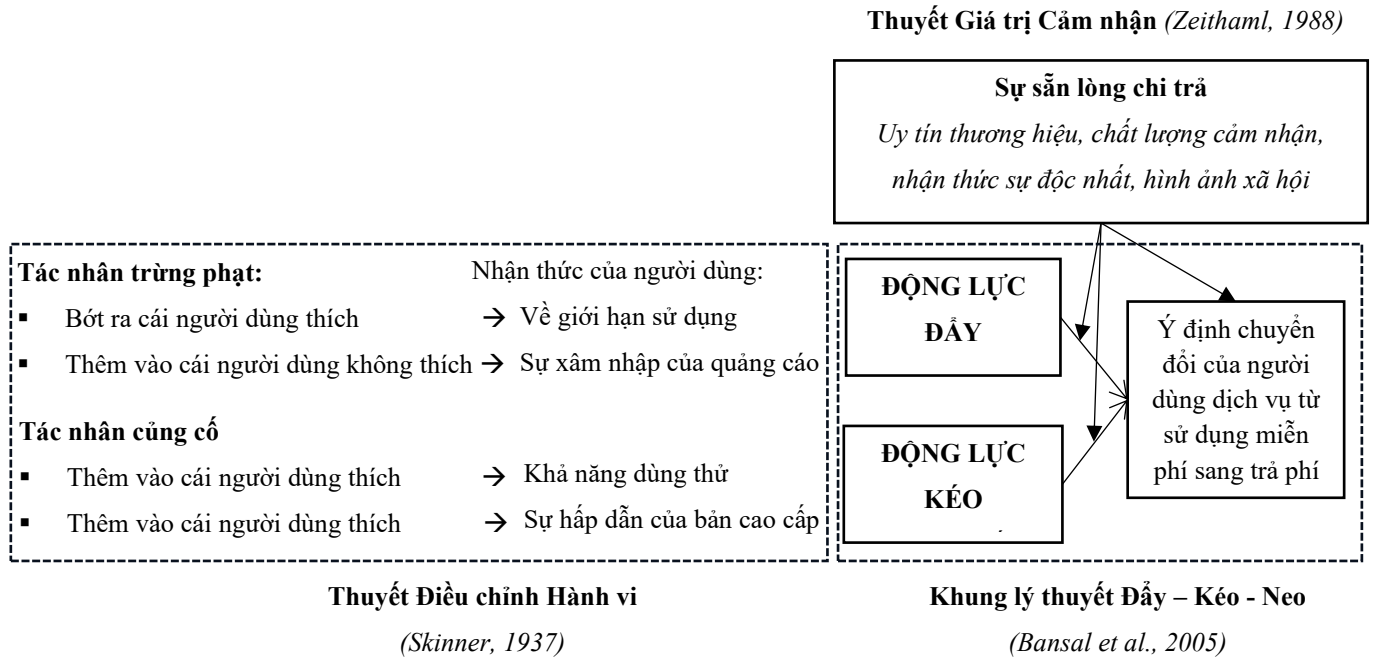 Thuyết Giá trị Cảm nhận (Zeithaml, 1988)
Sự sẵn lòng chi trả
Uy tín thương hiệu, chất lượng cảm nhận,
nhận thức sự độc nhất, hình ảnh xã hội
Tác nhân trừng phạt:
Nhận thức của người dùng:
▪ Bớt ra cái người dùng thích → Về giới hạn sử dụng
▪ Thêm vào cái người dùng không thích → Sự xâm nhập của quảng cáo
Tác nhân củng cố
▪ Thêm vào cái người dùng thích → Khả năng dùng thử
▪ Thêm vào cái người dùng thích → Sự hấp dẫn của bản cao cấp
ĐỘNG LỰC
ĐẨY
ĐỘNG LỰC
KÉO
Ý định chuyển
đổi của người
dùng dịch vụ từ
sử dụng miễn
phí sang trả phí
Thuyết Điều chỉnh Hành vi
(Skinner, 1937)
Khung lý thuyết Đẩy – Kéo - Neo
(Bansal et al., 2005)